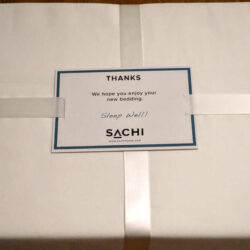 THANKS
We hope you enjoy your
new bedding.
Sleep Well!
SACHI